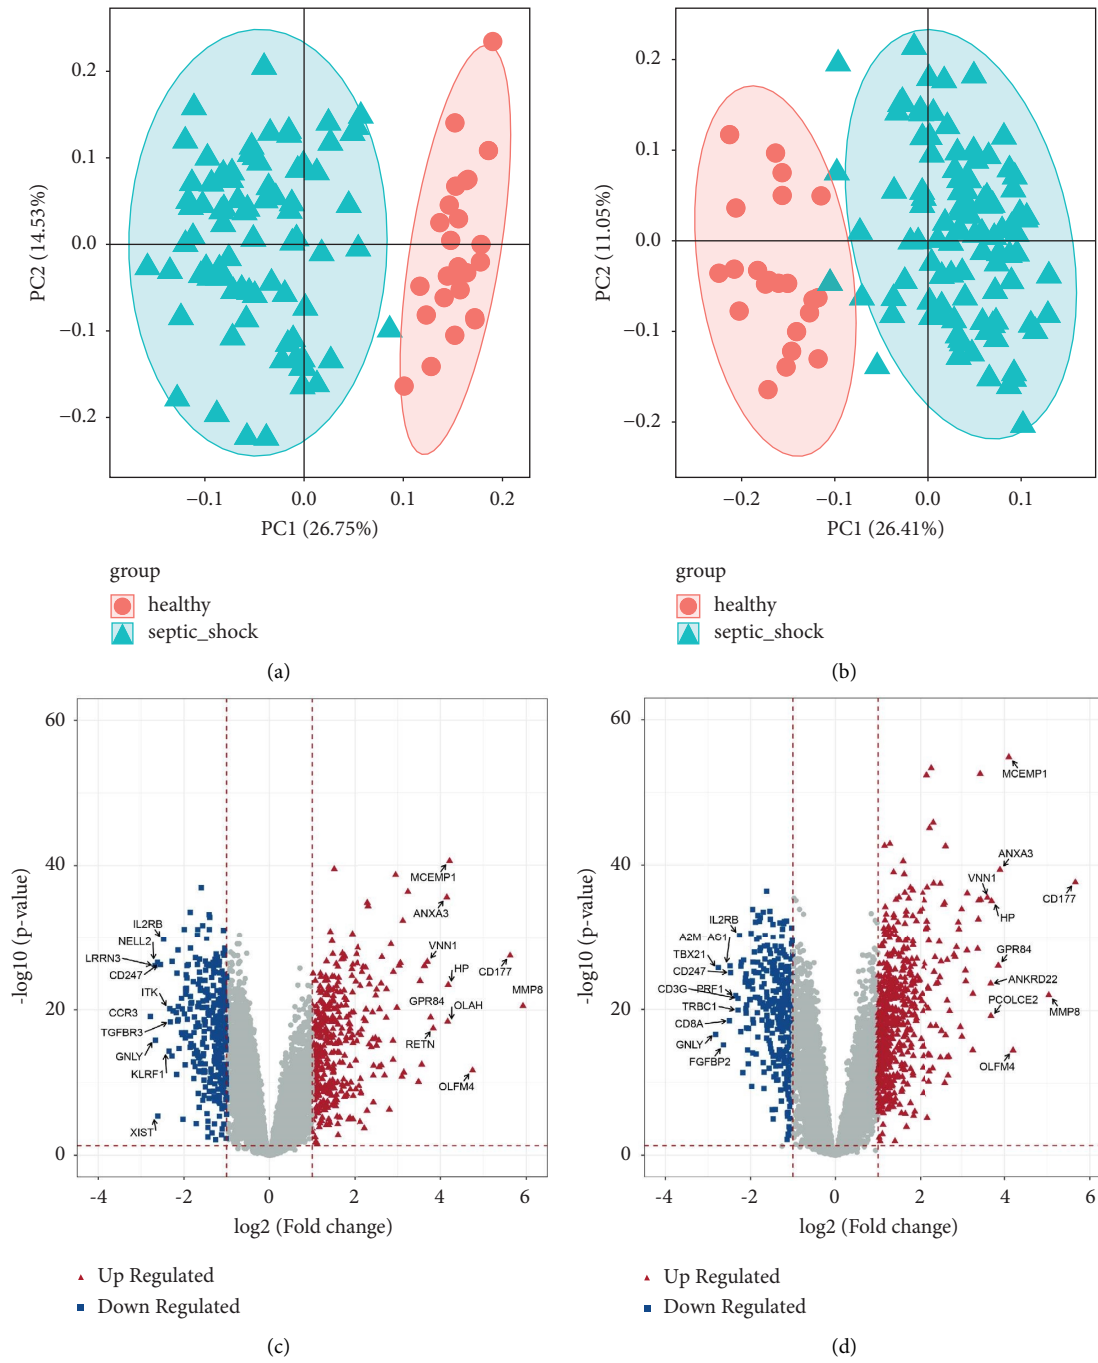 0.2
0.1
0.0
−0.1
−0.2
PC2 (14.53%)
−0.1
0.0
0.1
0.2
PC1 (26.75%)
group
healthy
septic_shock
(a)
0.2
0.1
0.0
−0.1
−0.2
PC2 (11.05%)
−0.2
−0.1
0.0
0.1
PC1 (26.41%)
group
healthy
septic_shock
(b)
60
40
20
0
-log10 (p-value)
MCEMP1
ANXA3
VNN1
HP
CD177
MMP8
GPR84
OLAH
RETN
OLFM4
IL2RB
NELL2
LRRN3
CD247
ITK
CCR3
TGFBR3
GNLY
KLRF1
XIST
-4
-2
0
2
4
6
log2 (Fold change)
Up Regulated
Down Regulated
(c)
60
40
20
0
-log10 (p-value)
MCEMP1
ANXA3
VNN1
CD177
HP
GPR84
ANKRD22
PCOLCE2
MMP8
OLFM4
IL2RB
A2M-AS1
TBX21
CD247
CD3G PRF1
TRBC1
CD8A
GNLY
FGFBP2
-4
-2
0
2
4
6
log2 (Fold change)
Up Regulated
Down Regulated
(d)